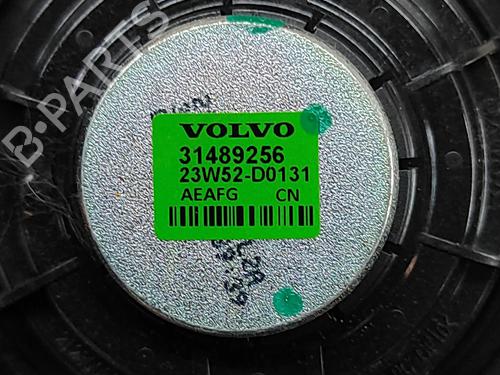 B-PARTS
VOLVO
31489256
23W52-D0131
AEAFG CN